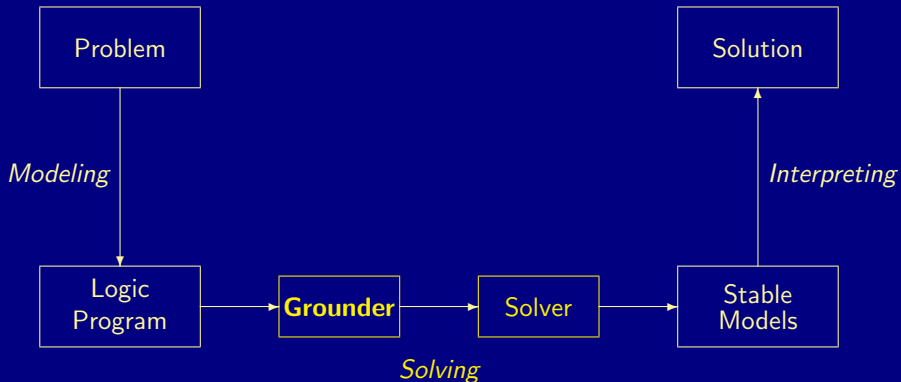 Problem
Solution
Modeling
Interpreting
Logic
Program
Grounder
Solver
Stable
Models
Solving